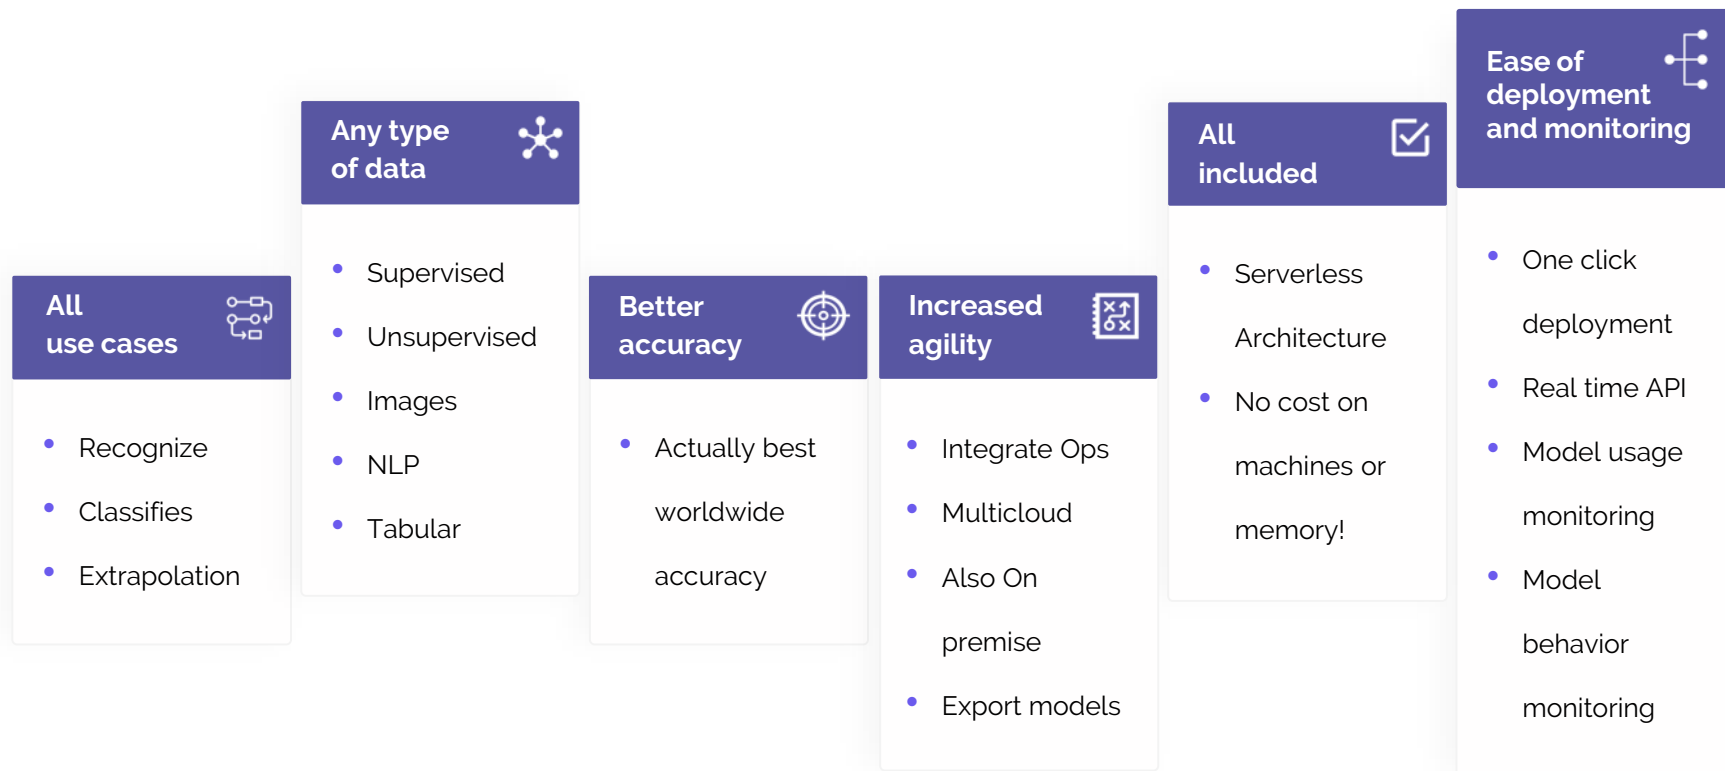 All
use cases
Recognize
Classifies
Extrapolation
Any type
of data
Supervised
Unsupervised
Images
NLP
Tabular
Better
accuracy
Actually best
worldwide
accuracy
Increased
agility
Integrate Ops
Multicloud
Also On
premise
Export models
All
included
Serverless
Architecture
No cost on
machines or
memory!
Ease of
deployment
and monitoring
One click
deployment
Real time API
Model usage
monitoring
Model
behavior
monitoring